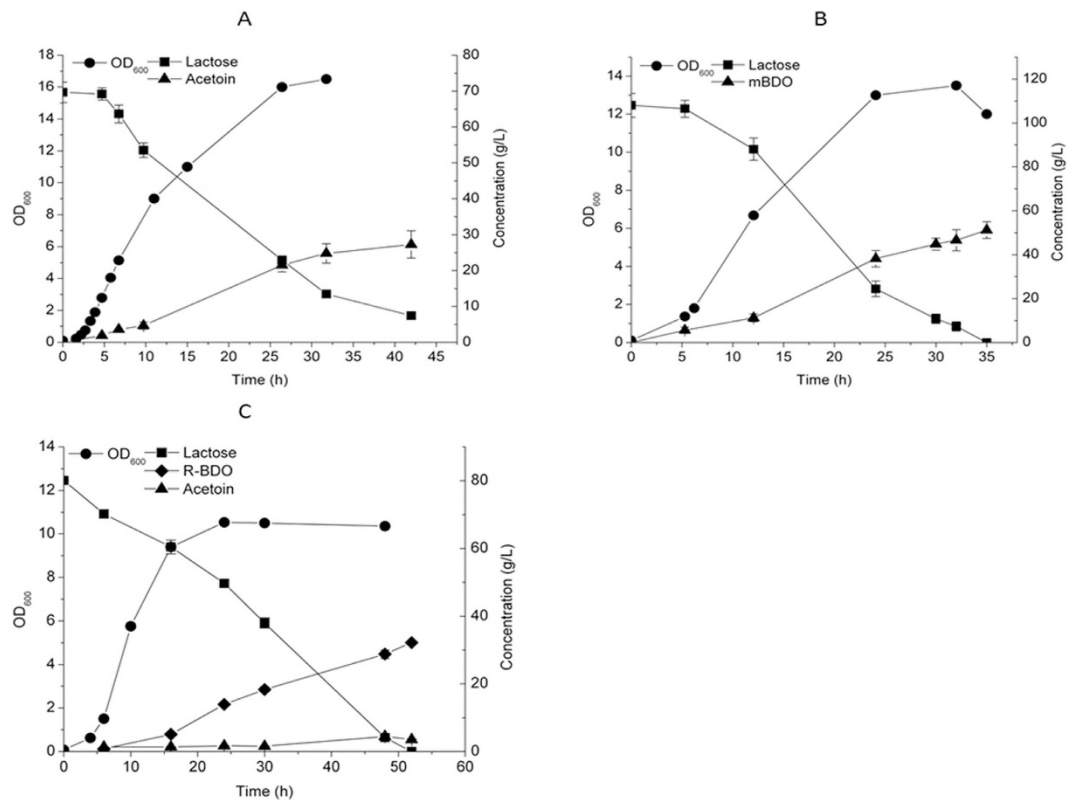 A
OD600 Lactose
Acetoin
18
16
14
12
10
8
6
4
2
0
OD600
80
70
60
50
40
30
20
10
0
Concentration (g/L)
0 5 10 15 20 25 30 35 40 45
Time (h)
B
OD600 Lactose
mBDO
14
12
10
8
6
4
2
0
OD600
120
100
80
60
40
20
0
Concentration (g/L)
0 5 10 15 20 25 30 35
Time (h)
C
OD600 Lactose
R-BDO
Acetoin
14
12
10
8
6
4
2
0
OD600
80
60
40
20
0
Concentration (g/L)
0 10 20 30 40 50 60
Time (h)